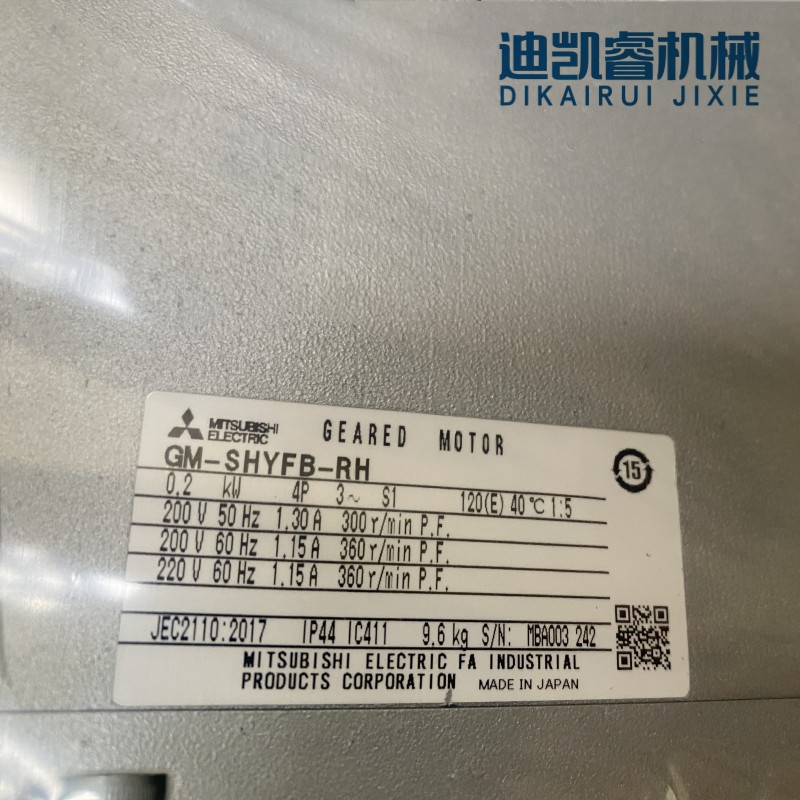 迪凯睿机械
DIKAIRUI JIXIE
MITSUBISHI
ELECTRIC
GEARED MOTOR
GM-SHYFB-RH
15
0.2 kW 4P 3~ S1 120(E) 40℃ 1:5
200 V 50 Hz 1.30 A 300 r/min P.F.
200 V 60 Hz 1.15 A 360 r/min P.F.
220 V 60 Hz 1.15 A 360 r/min P.F.
JEC2110:2017 IP44 IC411 9.6 kg S/N: MBA003 242
MITSUBISHI ELECTRIC FA INDUSTRIAL
PRODUCTS CORPORATION MADE IN JAPAN